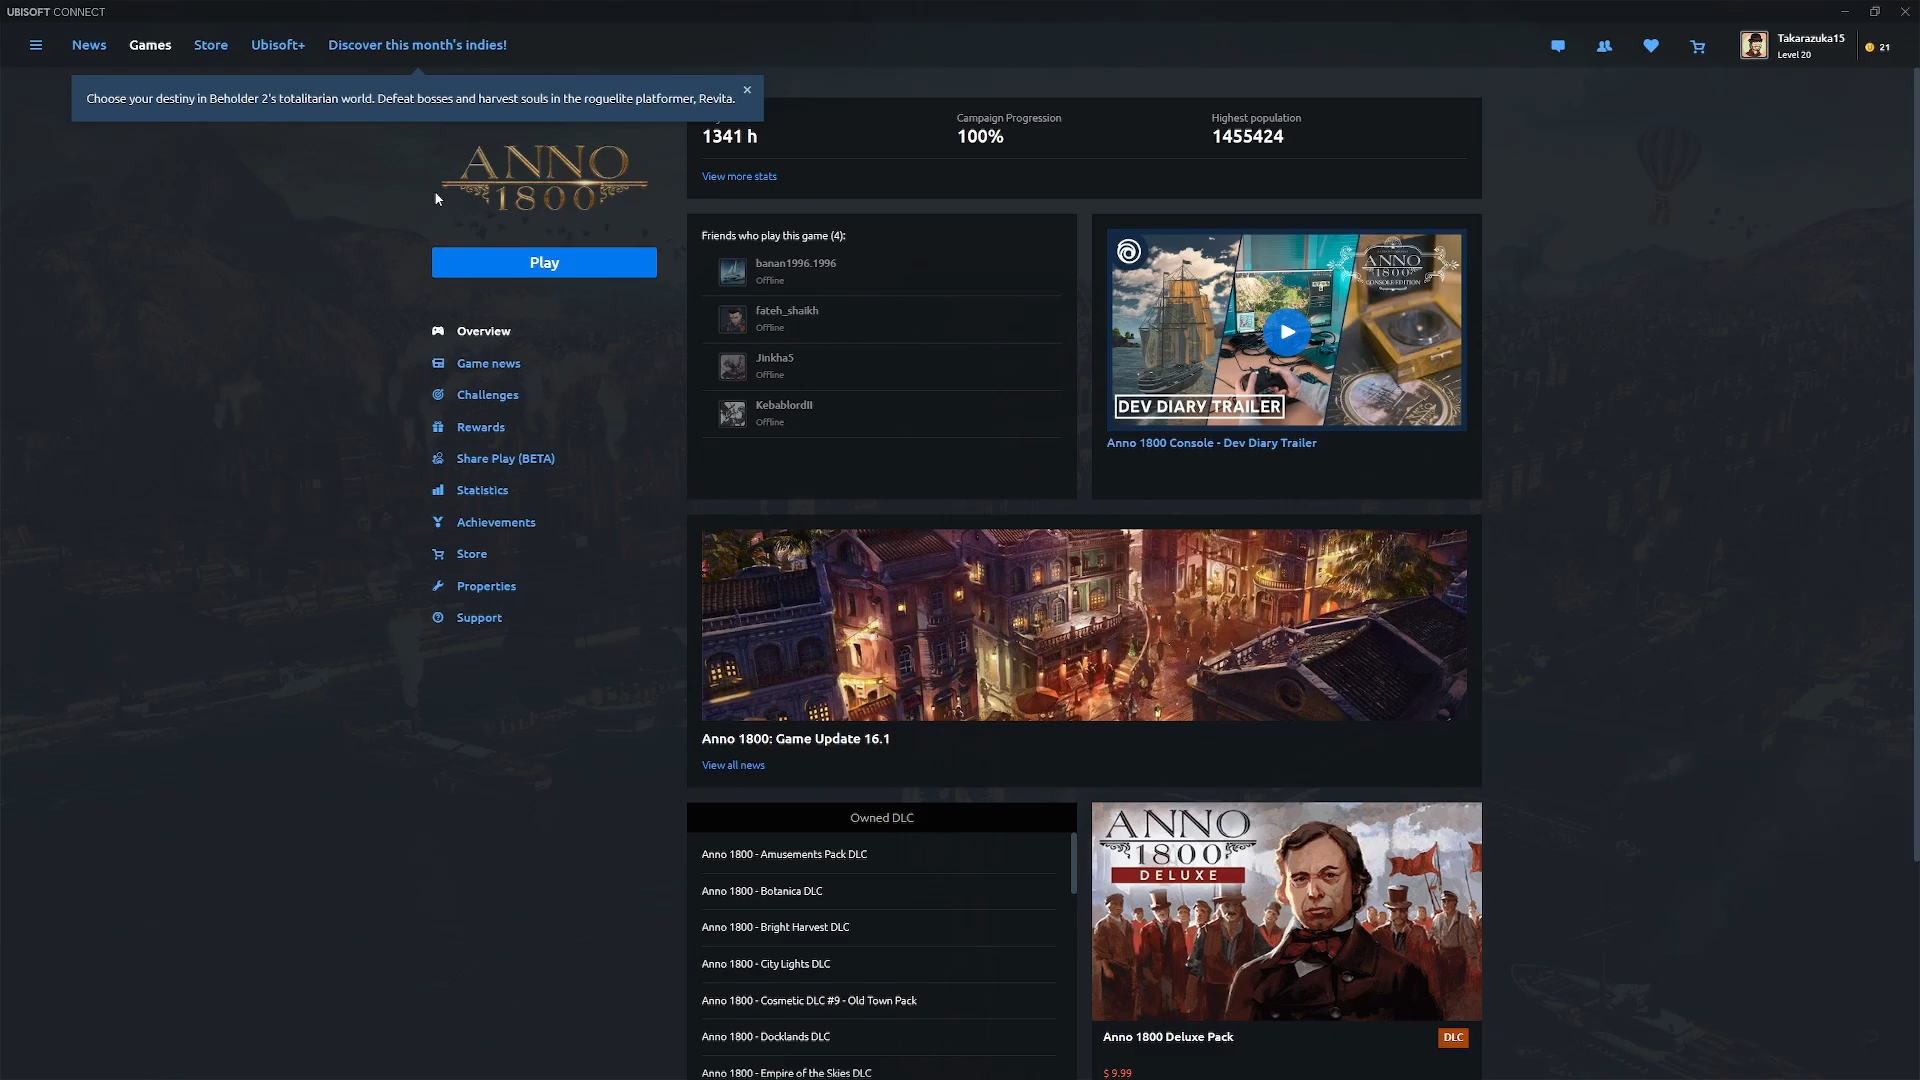 UBISOFT CONNECT
News
Games
Store
Ubisoft+
Discover this month's indies!
Takarazuka15
Level 20
21
Choose your destiny in Beholder 2's totalitarian world. Defeat bosses and harvest souls in the roguelite platformer, Revita.
1341 h
Campaign Progression
100%
Highest population
1455424
View more stats
ANNO
1800
Play
Overview
Game news
Challenges
Rewards
Share Play (BETA)
Statistics
Achievements
Store
Properties
Support
Friends who play this game (4):
banan1996.1996
Offline
fateh_shaikh
Offline
Jinkha5
Offline
KebablordII
Offline
ANNO
1800
CONSOLE EDITION
DEV DIARY TRAILER
Anno 1800 Console - Dev Diary Trailer
Anno 1800: Game Update 16.1
View all news
Owned DLC
Anno 1800 - Amusements Pack DLC
Anno 1800 - Botanica DLC
Anno 1800 - Bright Harvest DLC
Anno 1800 - City Lights DLC
Anno 1800 - Cosmetic DLC #9 - Old Town Pack
Anno 1800 - Docklands DLC
Anno 1800 - Empire of the Skies DLC
ANNO
1800
DELUXE
Anno 1800 Deluxe Pack
DLC
$ 9.99